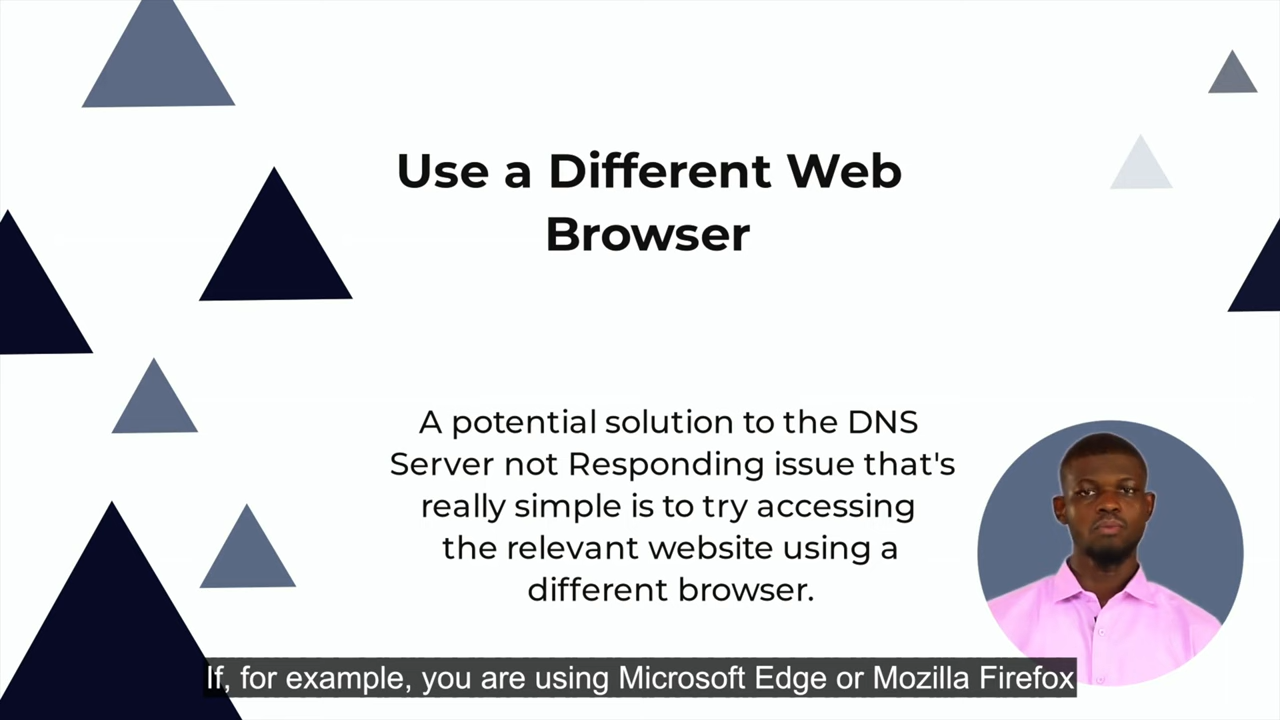 Use a Different Web
Browser
A potential solution to the DNS
Server not Responding issue that's
really simple is to try accessing
the relevant website using a
different browser.
If, for example, you are using Microsoft Edge or Mozilla Firefox